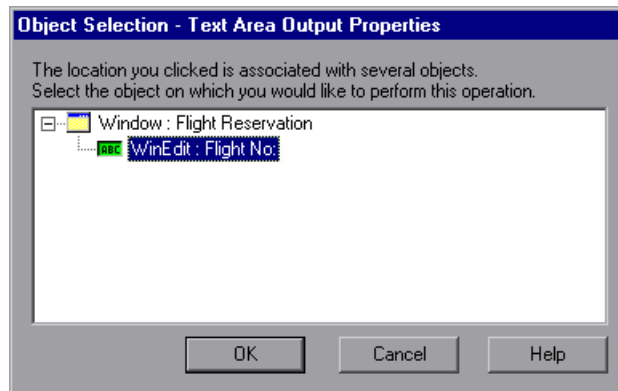 Object Selection - Text Area Output Properties
The location you clicked is associated with several objects.
Select the object on which you would like to perform this operation.
Window : Flight Reservation
ABC WinEdit : Flight No:
OK Cancel Help